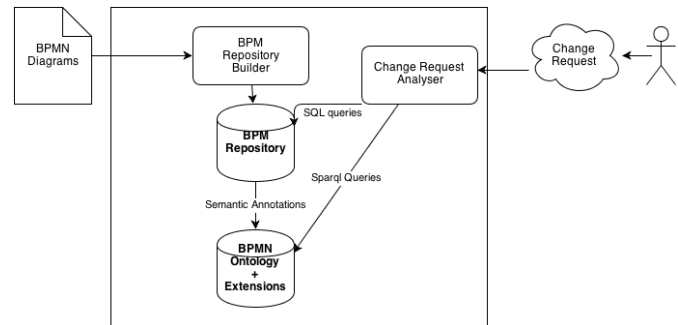 BPMN
Diagrams
BPM
Repository
Builder
Change Request
Analyser
Change
Request
SQL queries
BPM
Repository
Sparql Queries
Semantic Annotations
BPMN
Ontology
+
Extensions